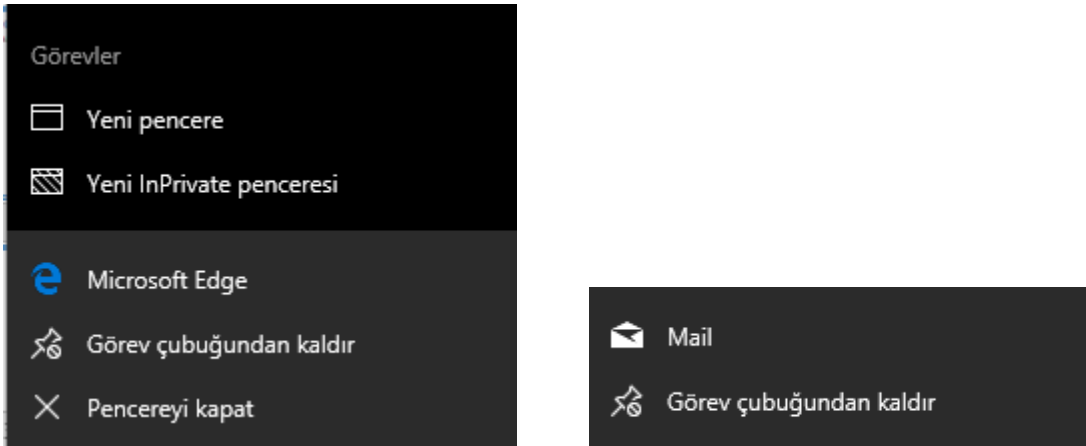 Görevler
Yeni pencere
Yeni InPrivate penceresi
Microsoft Edge
Görev çubuğundan kaldır
Pencereyi kapat
Mail
Görev çubuğundan kaldır